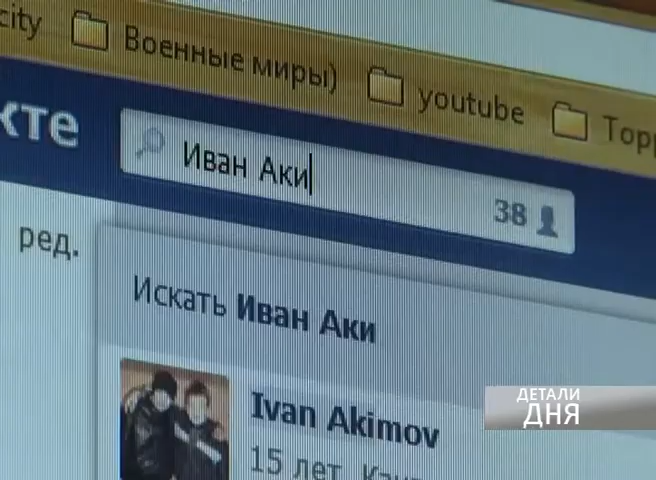 city Военные миры) youtube Торр
кте
Иван Аки 38
ред.
Искать Иван Аки
Ivan Akimov
15 лет,
ДЕТАЛИ
ДНЯ